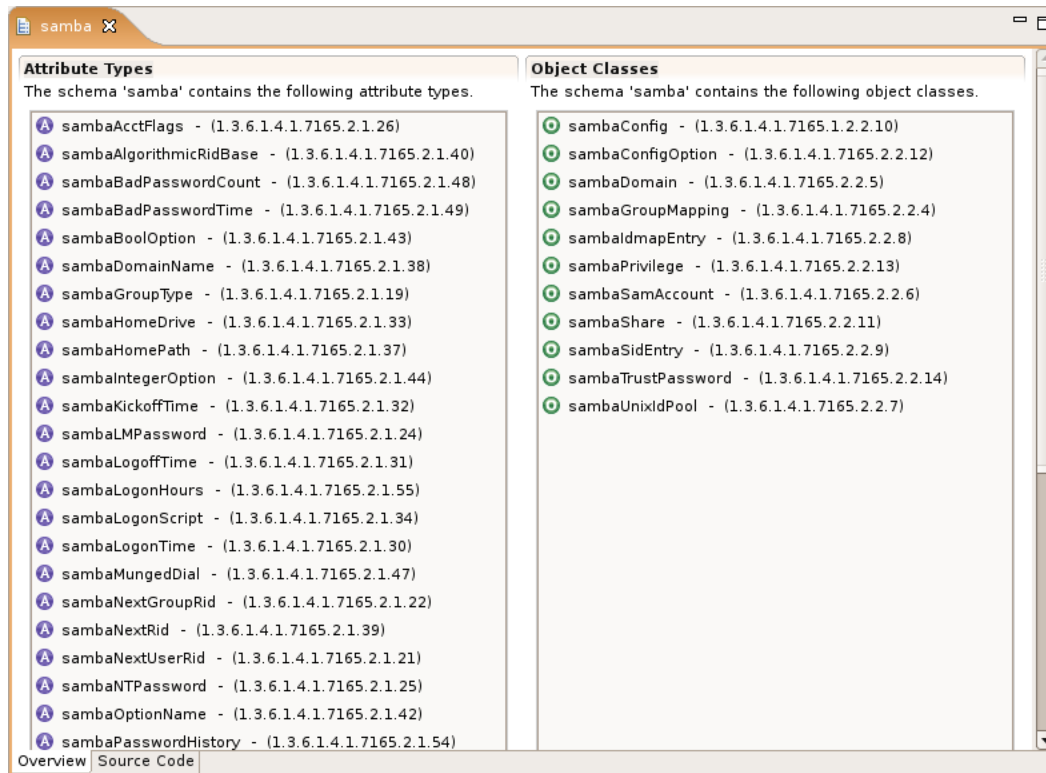 samba
Attribute Types
The schema 'samba' contains the following attribute types.
sambaAcctFlags - (1.3.6.1.4.1.7165.2.1.26)
sambaAlgorithmicRidBase - (1.3.6.1.4.1.7165.2.1.40)
sambaBadPasswordCount - (1.3.6.1.4.1.7165.2.1.48)
sambaBadPasswordTime - (1.3.6.1.4.1.7165.2.1.49)
sambaBoolOption - (1.3.6.1.4.1.7165.2.1.43)
sambaDomainName - (1.3.6.1.4.1.7165.2.1.38)
sambaGroupType - (1.3.6.1.4.1.7165.2.1.19)
sambaHomeDrive - (1.3.6.1.4.1.7165.2.1.33)
sambaHomePath - (1.3.6.1.4.1.7165.2.1.37)
sambaIntegerOption - (1.3.6.1.4.1.7165.2.1.44)
sambaKickoffTime - (1.3.6.1.4.1.7165.2.1.32)
sambaLMPassword - (1.3.6.1.4.1.7165.2.1.24)
sambaLogoffTime - (1.3.6.1.4.1.7165.2.1.31)
sambaLogonHours - (1.3.6.1.4.1.7165.2.1.55)
sambaLogonScript - (1.3.6.1.4.1.7165.2.1.34)
sambaLogonTime - (1.3.6.1.4.1.7165.2.1.30)
sambaMungedDial - (1.3.6.1.4.1.7165.2.1.47)
sambaNextGroupRid - (1.3.6.1.4.1.7165.2.1.22)
sambaNextRid - (1.3.6.1.4.1.7165.2.1.39)
sambaNextUserRid - (1.3.6.1.4.1.7165.2.1.21)
sambaNTPassword - (1.3.6.1.4.1.7165.2.1.25)
sambaOptionName - (1.3.6.1.4.1.7165.2.1.42)
sambaPasswordHistory - (1.3.6.1.4.1.7165.2.1.54)
Object Classes
The schema 'samba' contains the following object classes.
sambaConfig - (1.3.6.1.4.1.7165.1.2.2.10)
sambaConfigOption - (1.3.6.1.4.1.7165.2.2.12)
sambaDomain - (1.3.6.1.4.1.7165.2.2.5)
sambaGroupMapping - (1.3.6.1.4.1.7165.2.2.4)
sambaIdmapEntry - (1.3.6.1.4.1.7165.2.2.8)
sambaPrivilege - (1.3.6.1.4.1.7165.2.2.13)
sambaSamAccount - (1.3.6.1.4.1.7165.2.2.6)
sambaShare - (1.3.6.1.4.1.7165.2.2.11)
sambaSidEntry - (1.3.6.1.4.1.7165.2.2.9)
sambaTrustPassword - (1.3.6.1.4.1.7165.2.2.14)
sambaUnixIdPool - (1.3.6.1.4.1.7165.2.2.7)
Overview Source Code